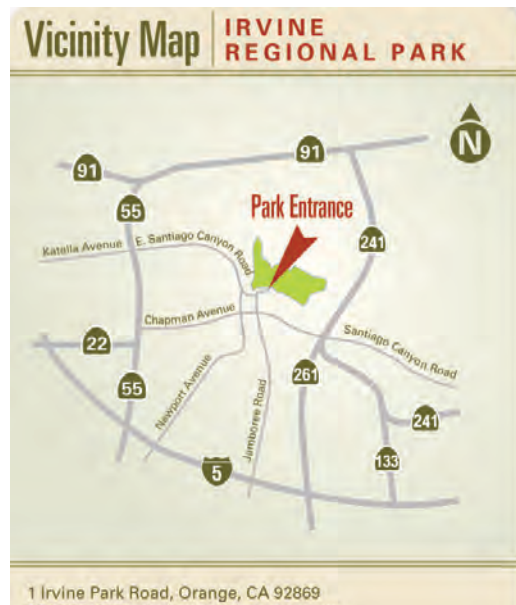 Vicinity Map
IRVINE
REGIONAL PARK
N
91
91
55
Park Entrance
241
Katella Avenue
E. Santiago Canyon Road
Chapman Avenue
Santiago Canyon Road
22
261
55
Newport Avenue
Jamboree Road
241
133
5
1 Irvine Park Road, Orange, CA 92869